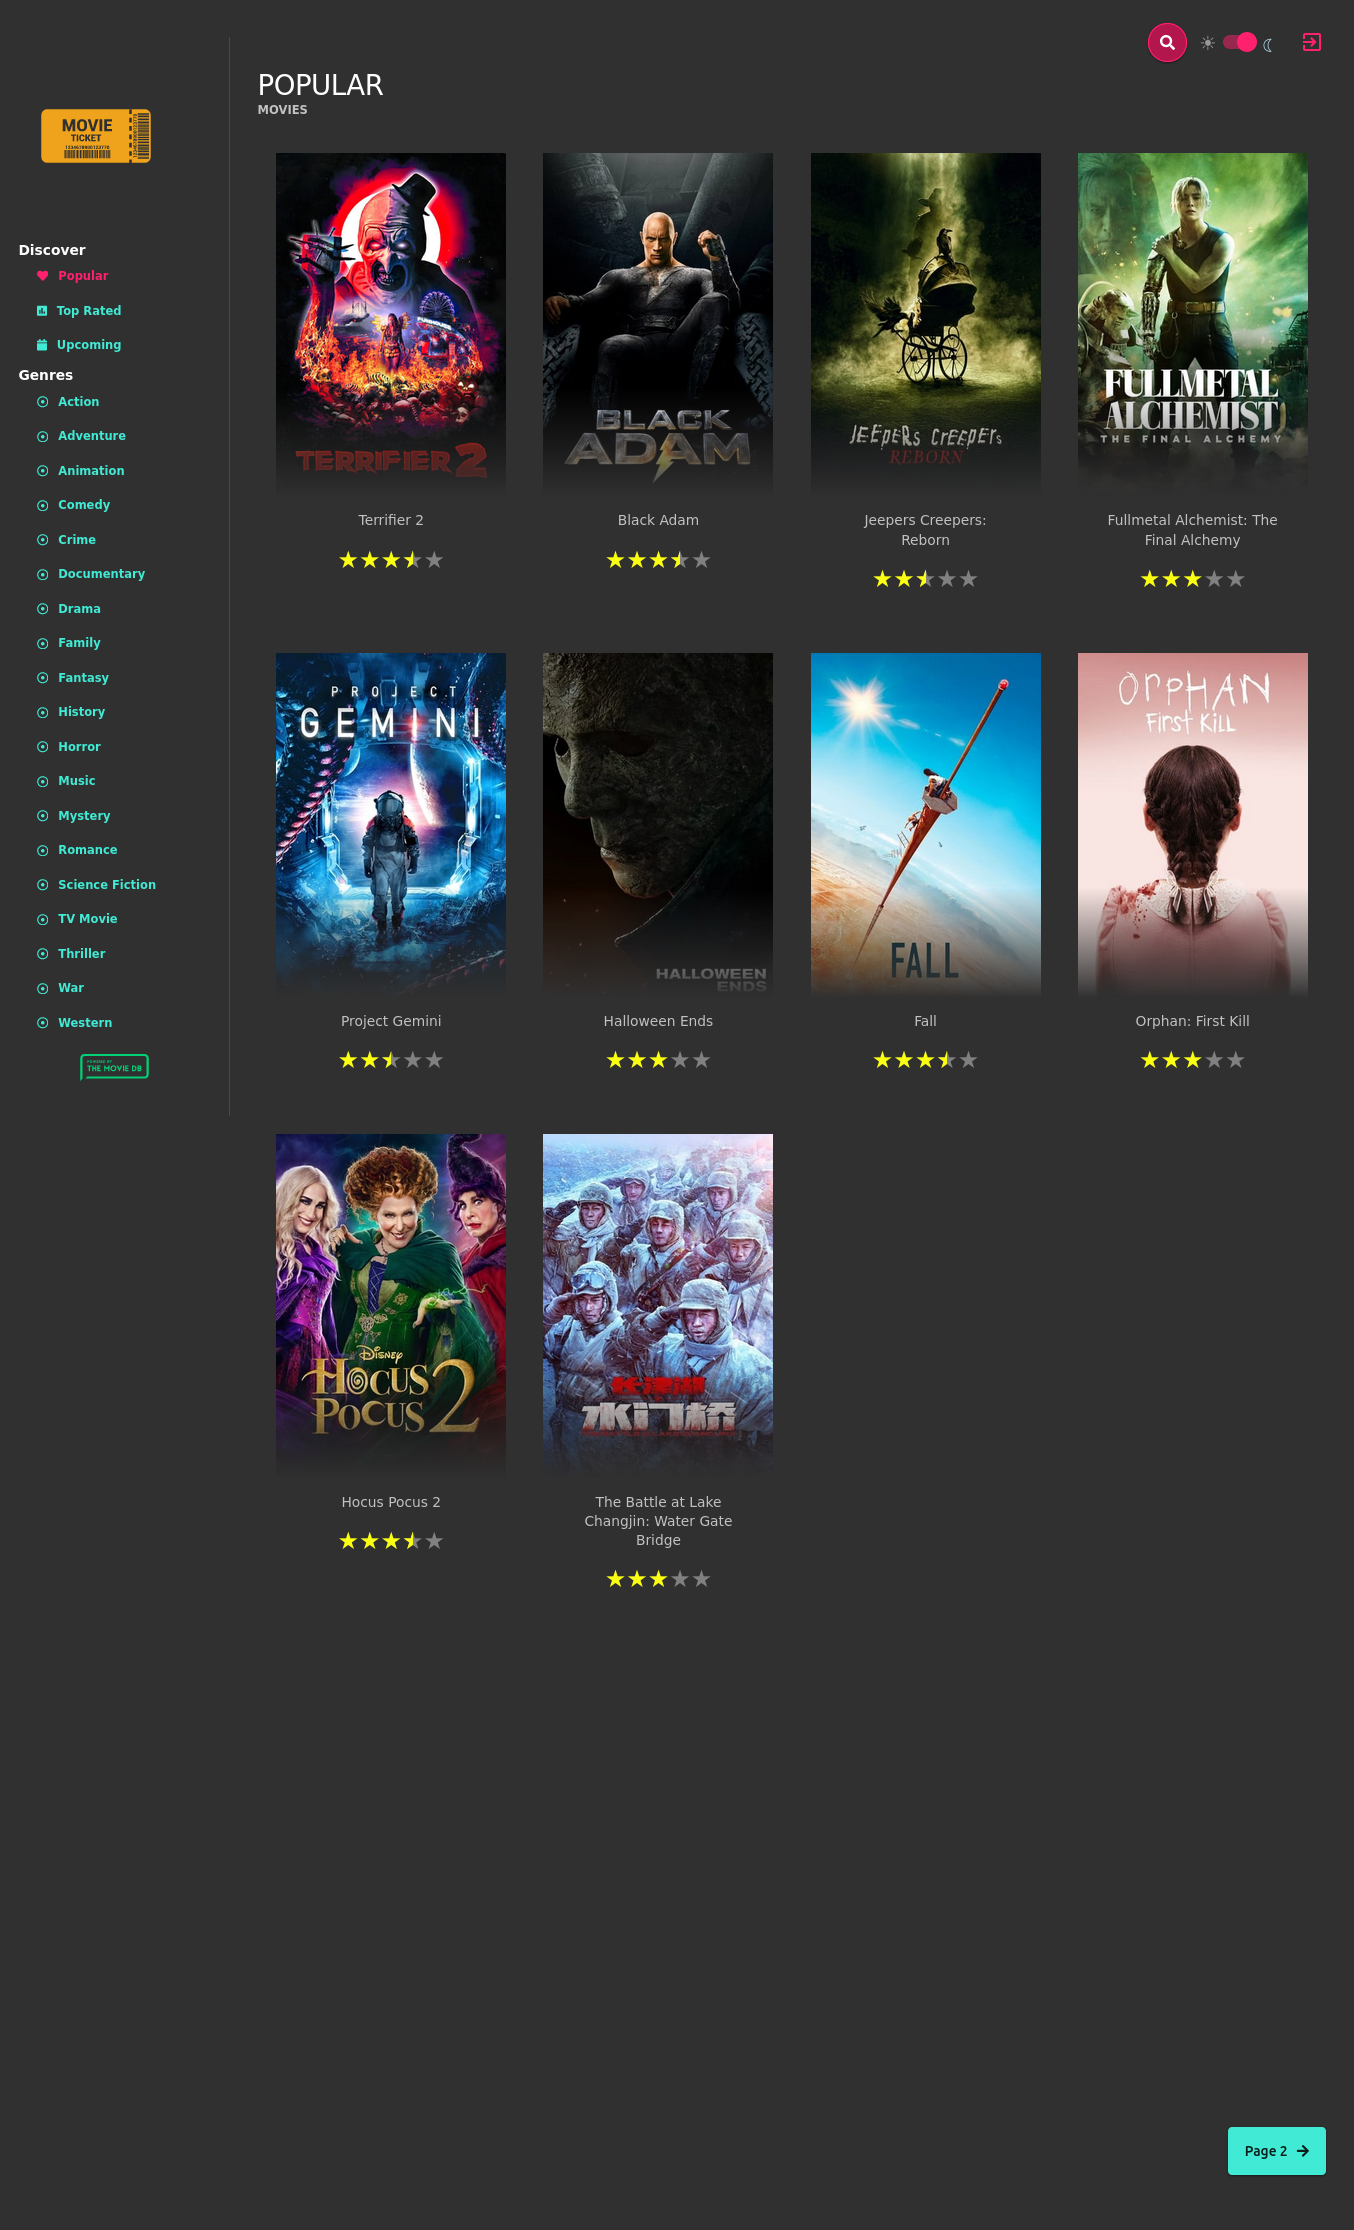 MOVIE
TICKET
Discover
Popular
Top Rated
Upcoming
Genres
Action
Adventure
Animation
Comedy
Crime
Documentary
Drama
Family
Fantasy
History
Horror
Music
Mystery
Romance
Science Fiction
TV Movie
Thriller
War
Western
POWERED BY
THE MOVIE DB
POPULAR
MOVIES
TERRIFIER 2
BLACK
ADAM
JEEPERS CREEPERS
REBORN
FULLMETAL
ALCHEMIST
THE FINAL ALCHEMY
Terrifier 2
Black Adam
Jeepers Creepers:
Reborn
Fullmetal Alchemist: The
Final Alchemy
PROJECT
GEMINI
HALLOWEEN
ENDS
FALL
ORPHAN
First Kill
Project Gemini
Halloween Ends
Fall
Orphan: First Kill
Disney
HOCUS
POCUS 2
长津湖
水门桥
Hocus Pocus 2
The Battle at Lake
Changjin: Water Gate
Bridge
Page 2